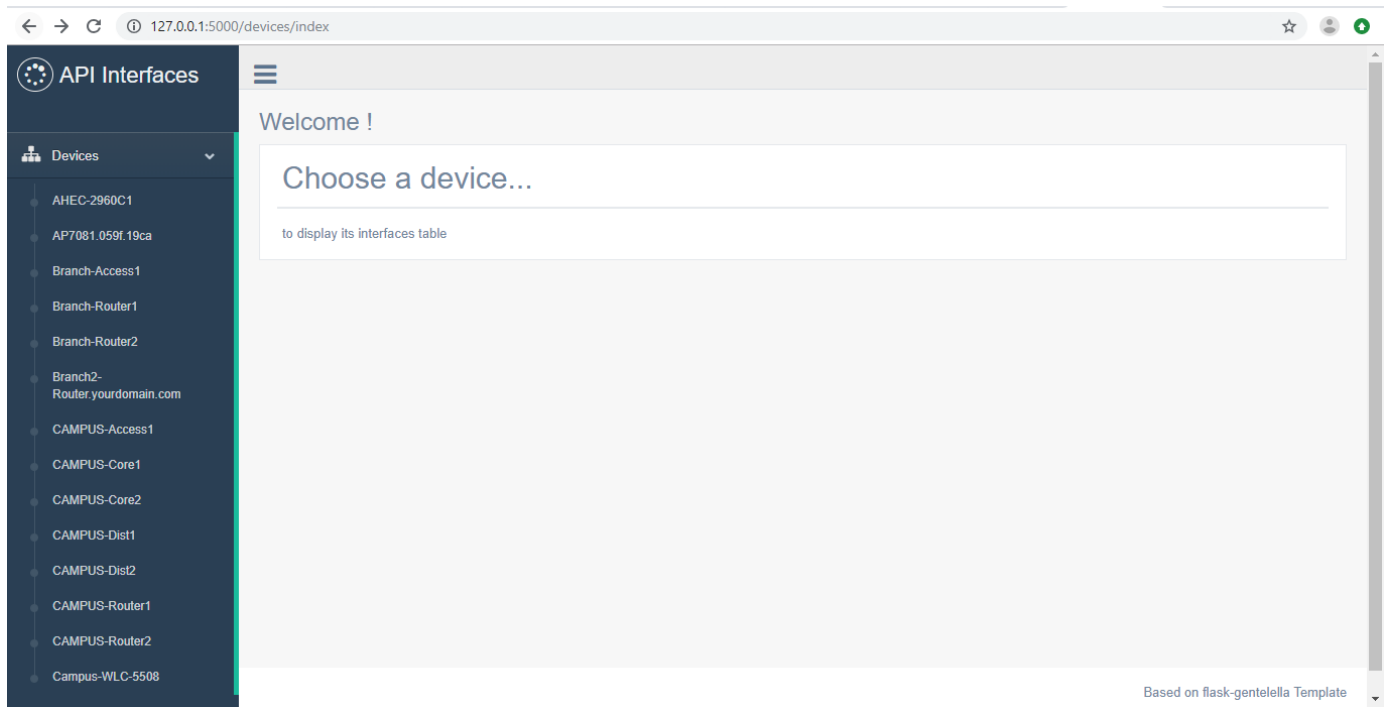 127.0.0.1:5000/devices/index
API Interfaces
Devices
AHEC-2960C1
AP7081.059f.19ca
Branch-Access1
Branch-Router1
Branch-Router2
Branch2-
Router.yourdomain.com
CAMPUS-Access1
CAMPUS-Core1
CAMPUS-Core2
CAMPUS-Dist1
CAMPUS-Dist2
CAMPUS-Router1
CAMPUS-Router2
Campus-WLC-5508
Welcome !
Choose a device...
to display its interfaces table
Based on flask-gentelella Template